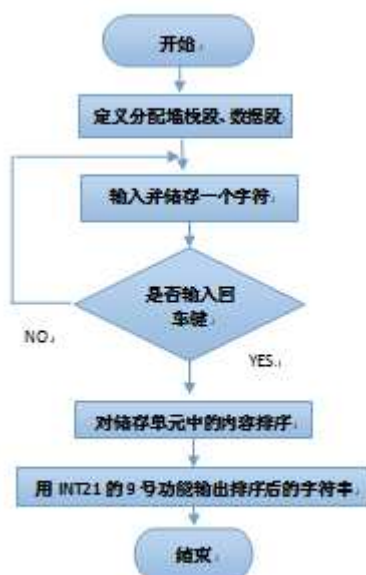 开始
定义分配堆栈段、数据段
输入并储存一个字符
是否输入回
车键
NO
YES
对储存单元中的内容排序
用 INT21 的 9 号功能输出排序后的字符串
结束